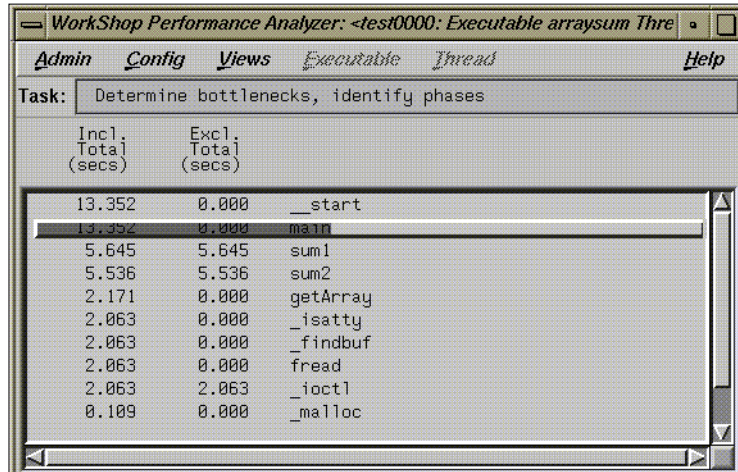 WorkShop Performance Analyzer: <test0000: Executable arraysum Thre
Admin Config Views Executable Thread Help
Task: Determine bottlenecks, identify phases
Incl. Excl.
Total Total
(secs) (secs)
13.352 0.000 __start
13.352 0.000 main
5.645 5.645 sum1
5.536 5.536 sum2
2.171 0.000 getArray
2.063 0.000 _isatty
2.063 0.000 _findbuf
2.063 0.000 fread
2.063 2.063 _ioctl
0.109 0.000 _malloc